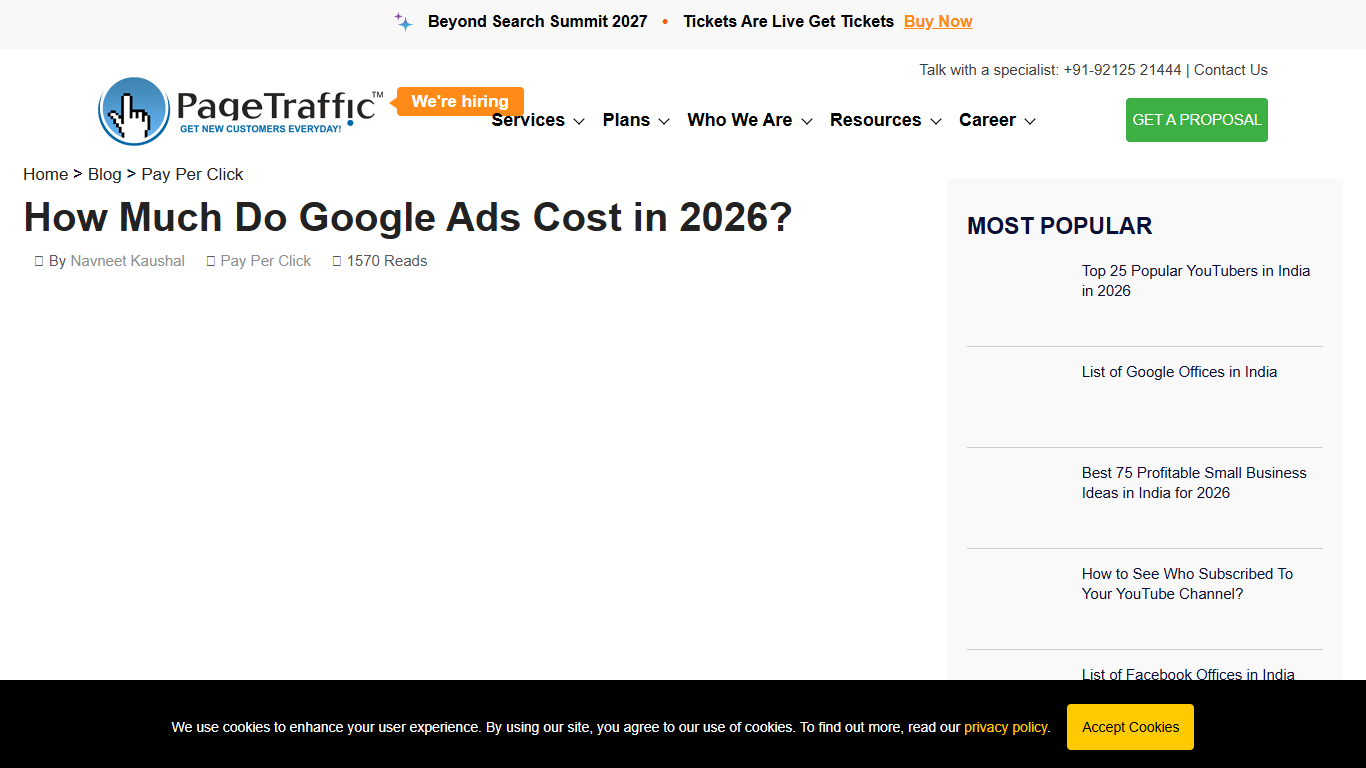 Beyond Search Summit 2027 • Tickets Are Live Get Tickets Buy Now
Talk with a specialist: +91-92125 21444 | Contact Us
PageTraffic™
GET NEW CUSTOMERS EVERYDAY!
We're hiring
Services
Plans
Who We Are
Resources
Career
GET A PROPOSAL
Home > Blog > Pay Per Click
How Much Do Google Ads Cost in 2026?
By Navneet Kaushal Pay Per Click 1570 Reads
MOST POPULAR
Top 25 Popular YouTubers in India
in 2026
List of Google Offices in India
Best 75 Profitable Small Business
Ideas in India for 2026
How to See Who Subscribed To
Your YouTube Channel?
List of Facebook Offices in India
We use cookies to enhance your user experience. By using our site, you agree to our use of cookies. To find out more, read our privacy policy.
Accept Cookies